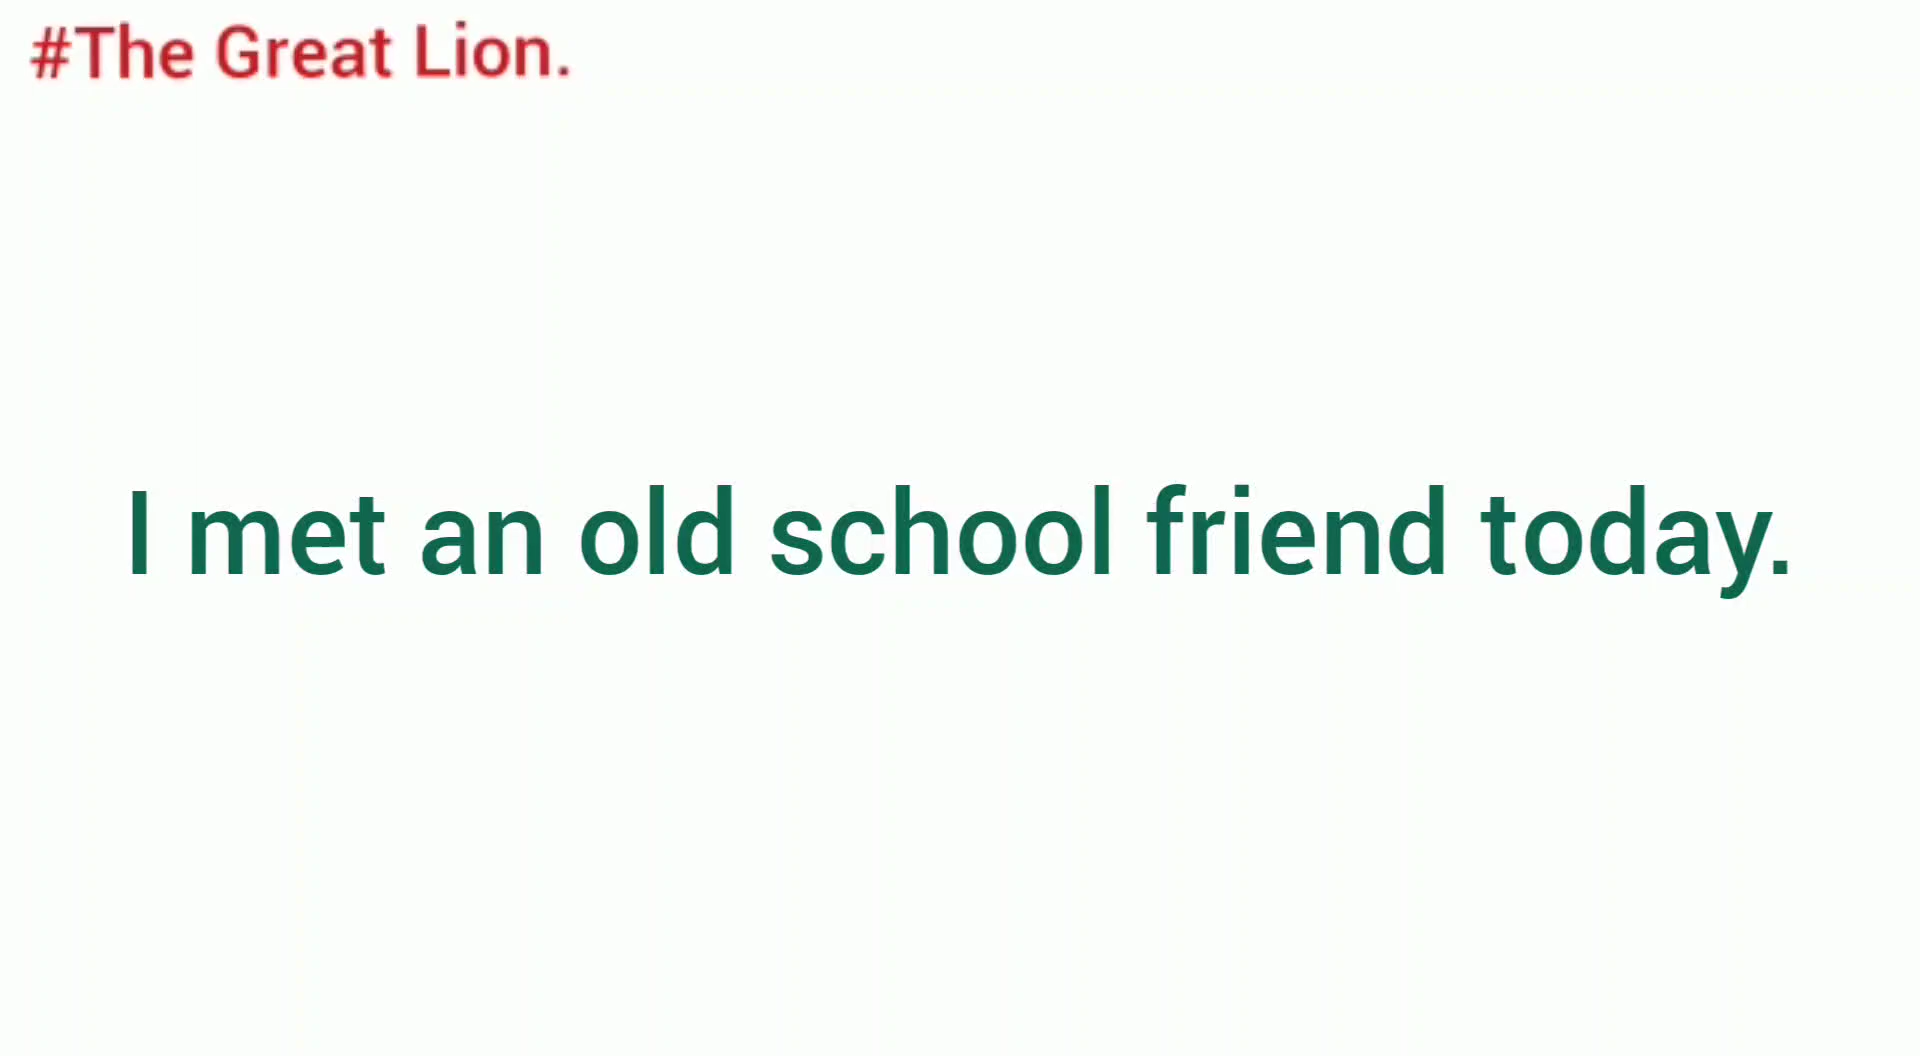 #The Great Lion.
I met an old school friend today.